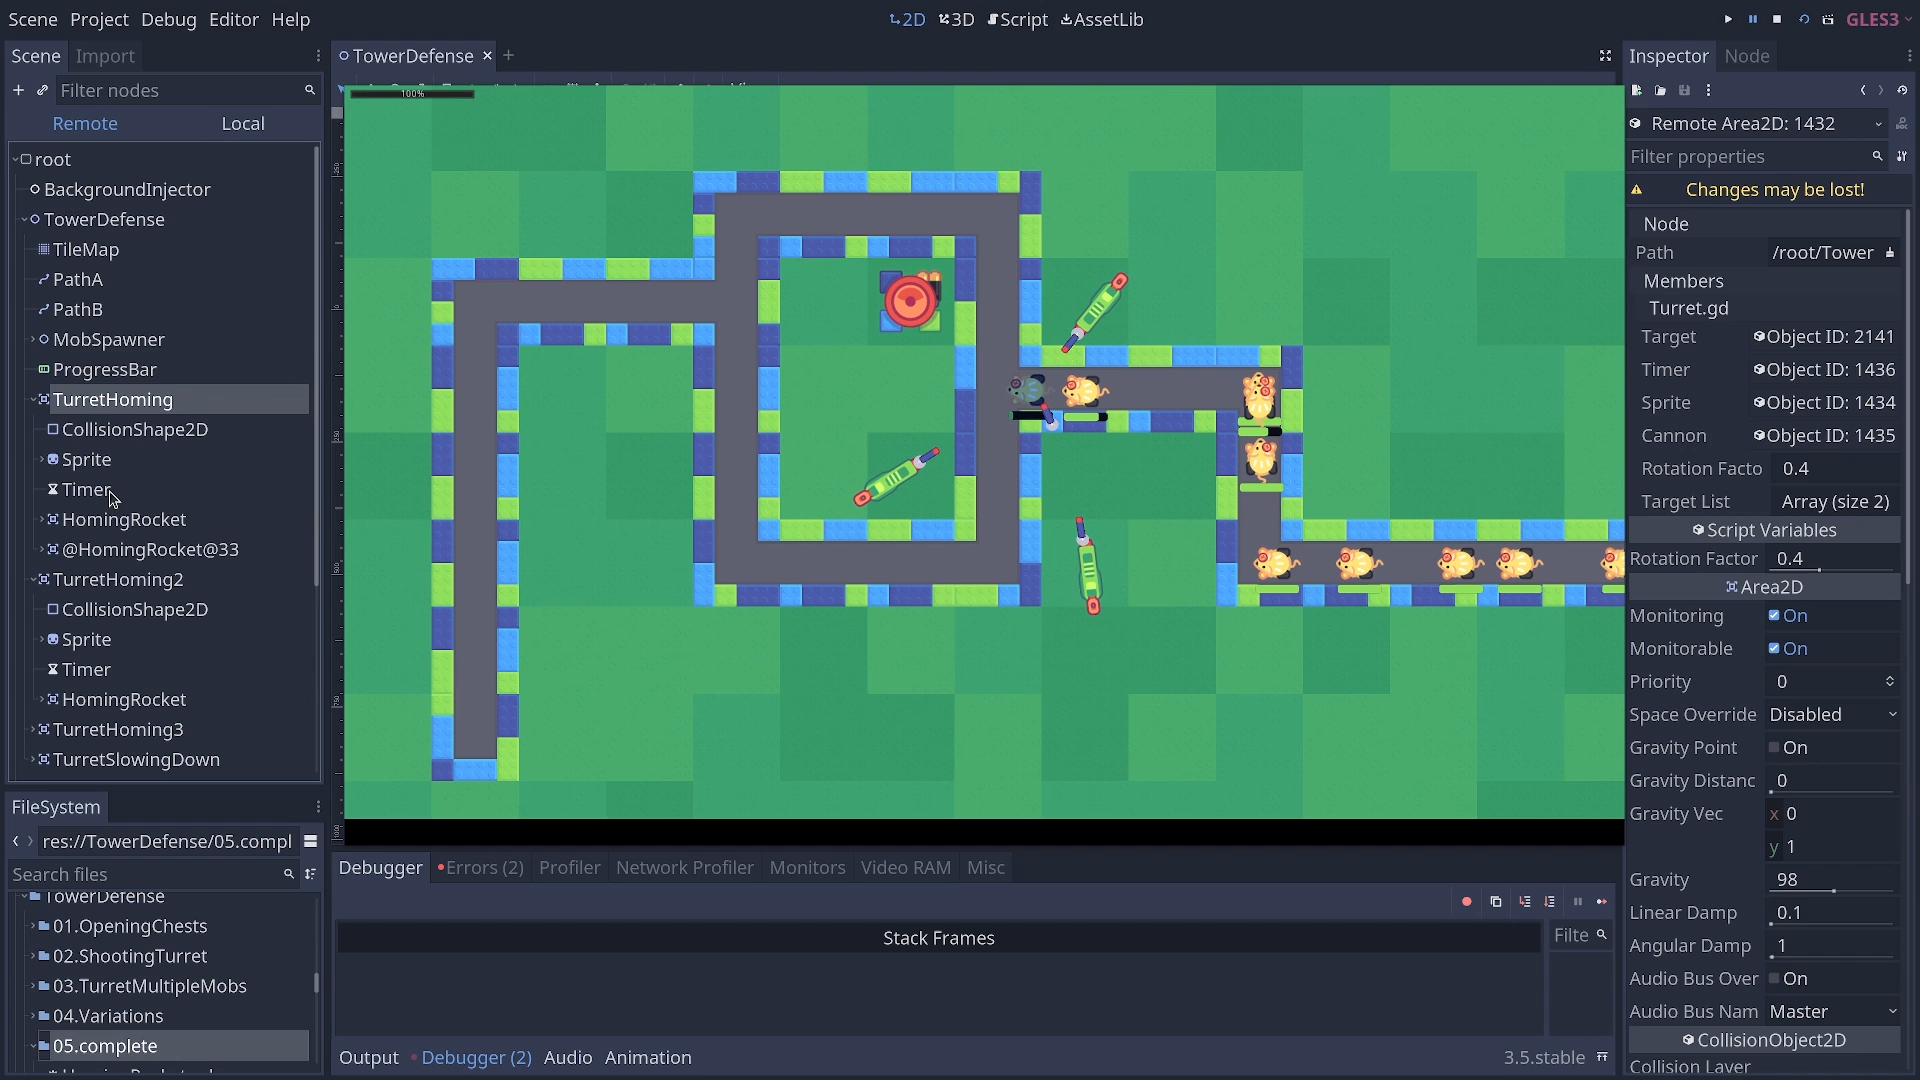 Scene Project Debug Editor Help
2D 3D Script AssetLib
GLES3
Scene Import
Filter nodes
Remote Local
root
BackgroundInjector
TowerDefense
TileMap
PathA
PathB
MobSpawner
ProgressBar
TurretHoming
CollisionShape2D
Sprite
Timer
HomingRocket
@HomingRocket@33
TurretHoming2
CollisionShape2D
Sprite
Timer
HomingRocket
TurretHoming3
TurretSlowingDown
FileSystem
res://TowerDefense/05.compl
Search files
TowerDefense
01.OpeningChests
02.ShootingTurret
03.TurretMultipleMobs
04.Variations
05.complete
TowerDefense
100%
Debugger Errors (2) Profiler Network Profiler Monitors Video RAM Misc
Stack Frames
Filte
Output Debugger (2) Audio Animation
3.5.stable
Inspector Node
Remote Area2D: 1432
Filter properties
Changes may be lost!
Node
Path /root/Tower
Members
Turret.gd
Target Object ID: 2141
Timer Object ID: 1436
Sprite Object ID: 1434
Cannon Object ID: 1435
Rotation Facto 0.4
Target List Array (size 2)
Script Variables
Rotation Factor 0.4
Area2D
Monitoring On
Monitorable On
Priority 0
Space Override Disabled
Gravity Point On
Gravity Distanc 0
Gravity Vec x 0
y 1
Gravity 98
Linear Damp 0.1
Angular Damp 1
Audio Bus Over On
Audio Bus Nam Master
CollisionObject2D
Collision Layer